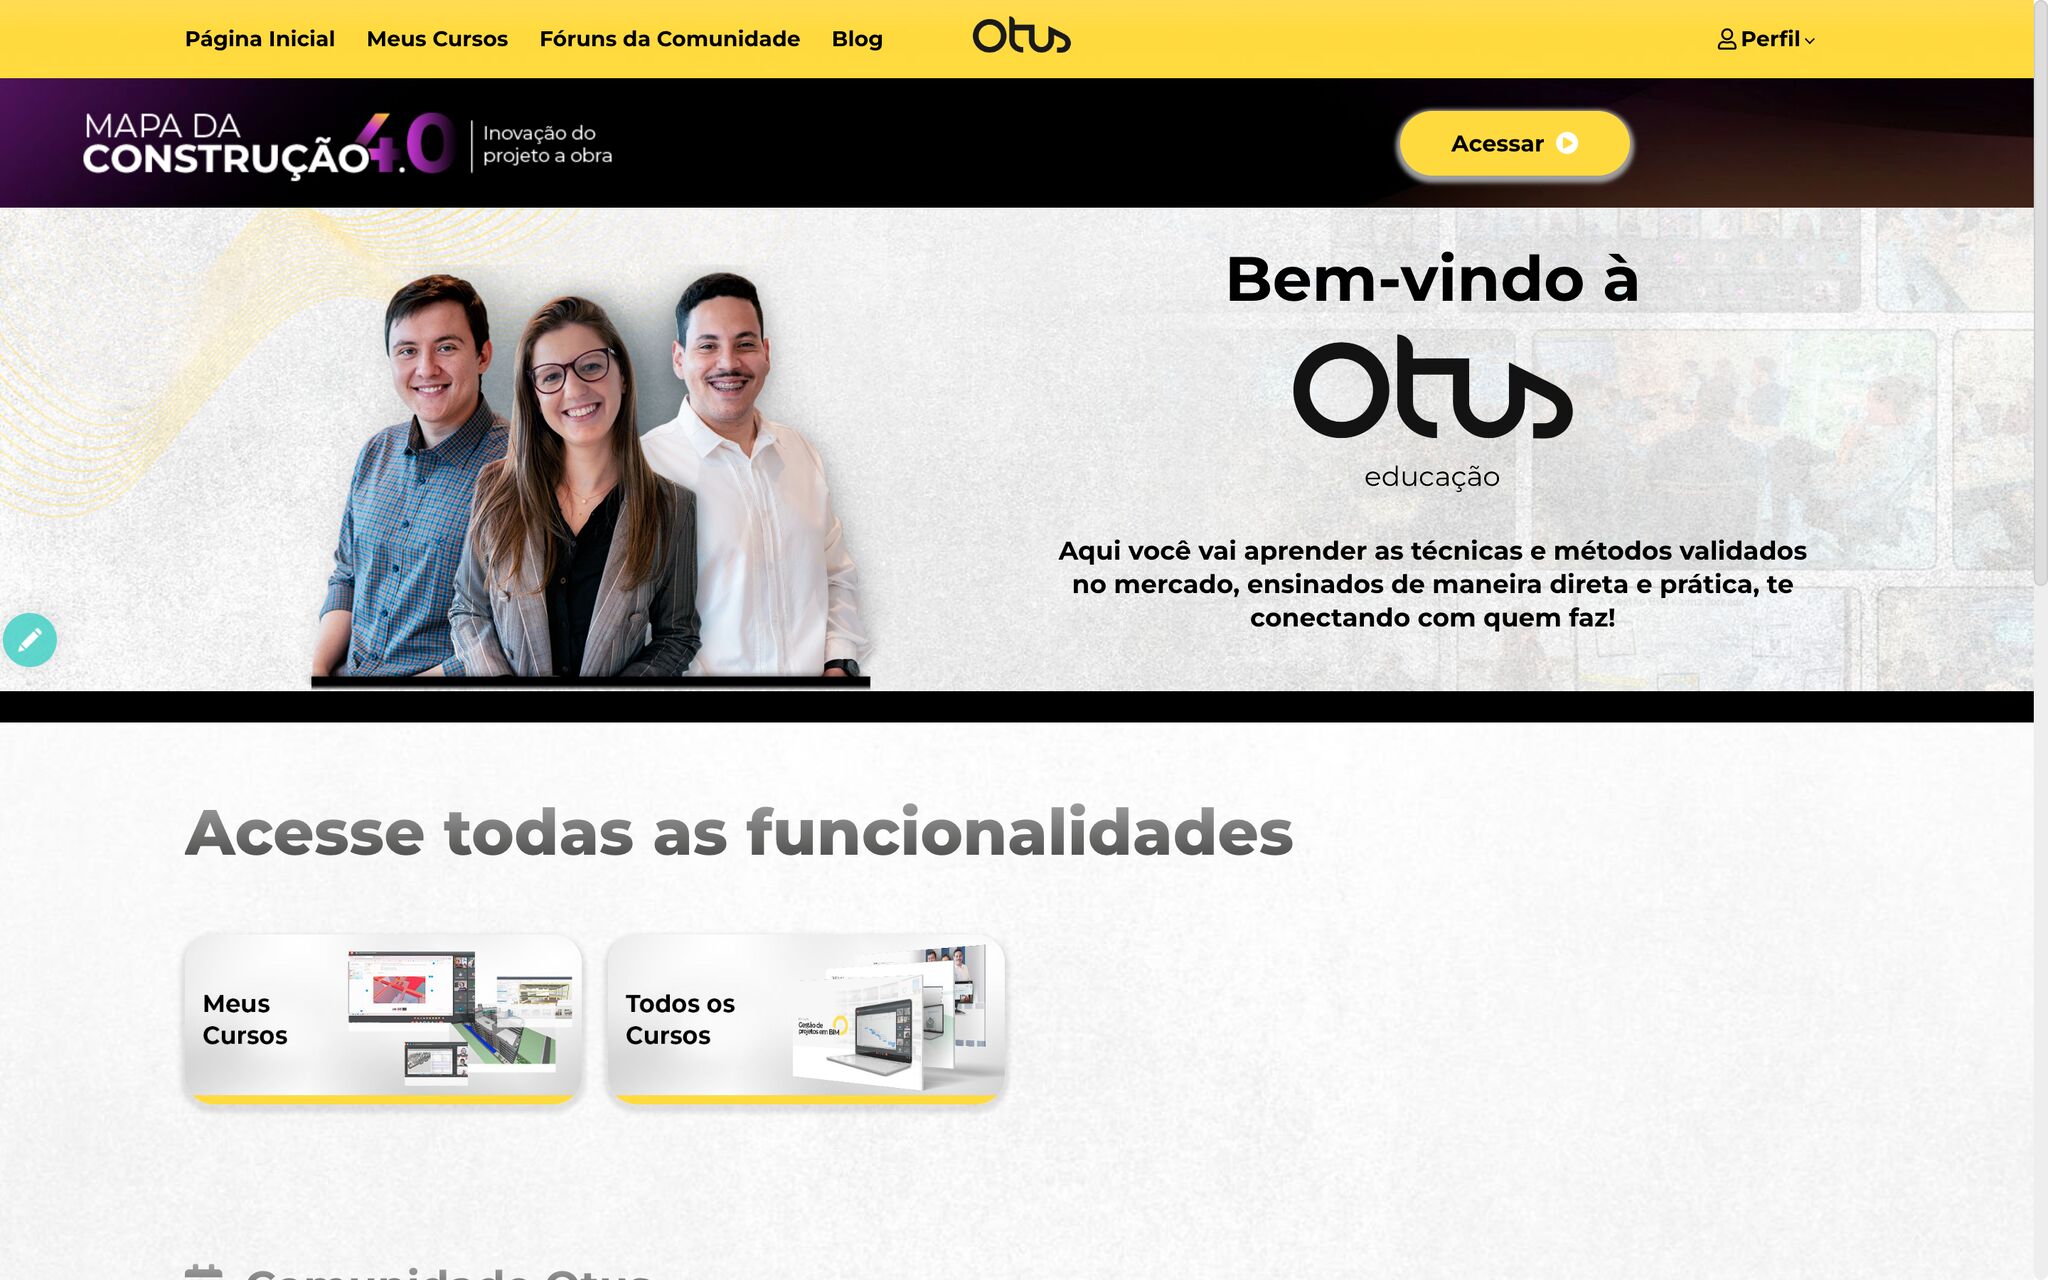 Página Inicial
Meus Cursos
Fóruns da Comunidade
Blog
Otus
Perfil
MAPA DA
CONSTRUÇÃO 4.0
Inovação do
projeto a obra
Acessar
Bem-vindo à
Otus
educação
Aqui você vai aprender as técnicas e métodos validados
no mercado, ensinados de maneira direta e prática, te
conectando com quem faz!
Acesse todas as funcionalidades
Meus
Cursos
Todos os
Cursos
Gestão de
projetos em BIM
Comunidade Otus